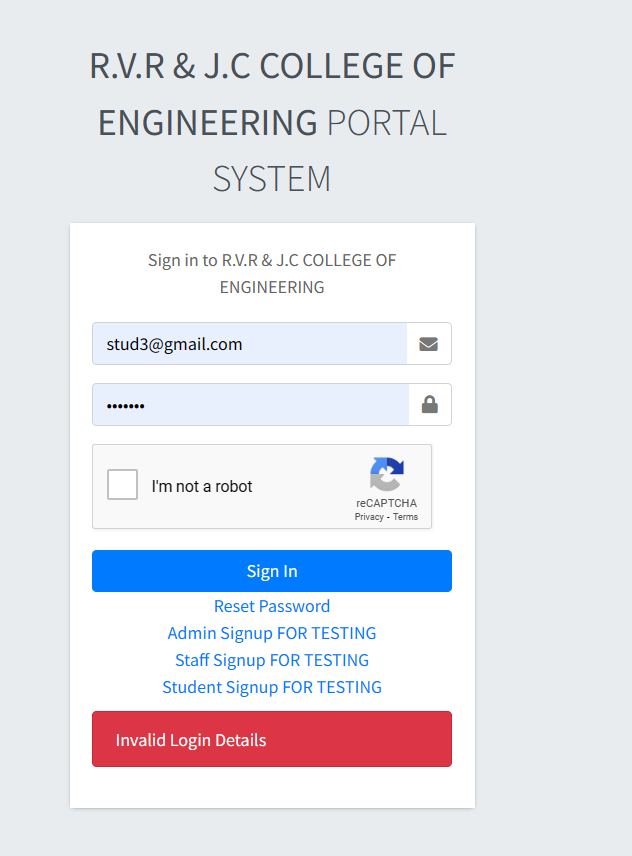 R.V.R & J.C COLLEGE OF
ENGINEERING PORTAL
SYSTEM
Sign in to R.V.R & J.C COLLEGE OF
ENGINEERING
stud3@gmail.com
•••••••
I'm not a robot
reCAPTCHA
Privacy - Terms
Sign In
Reset Password
Admin Signup FOR TESTING
Staff Signup FOR TESTING
Student Signup FOR TESTING
Invalid Login Details